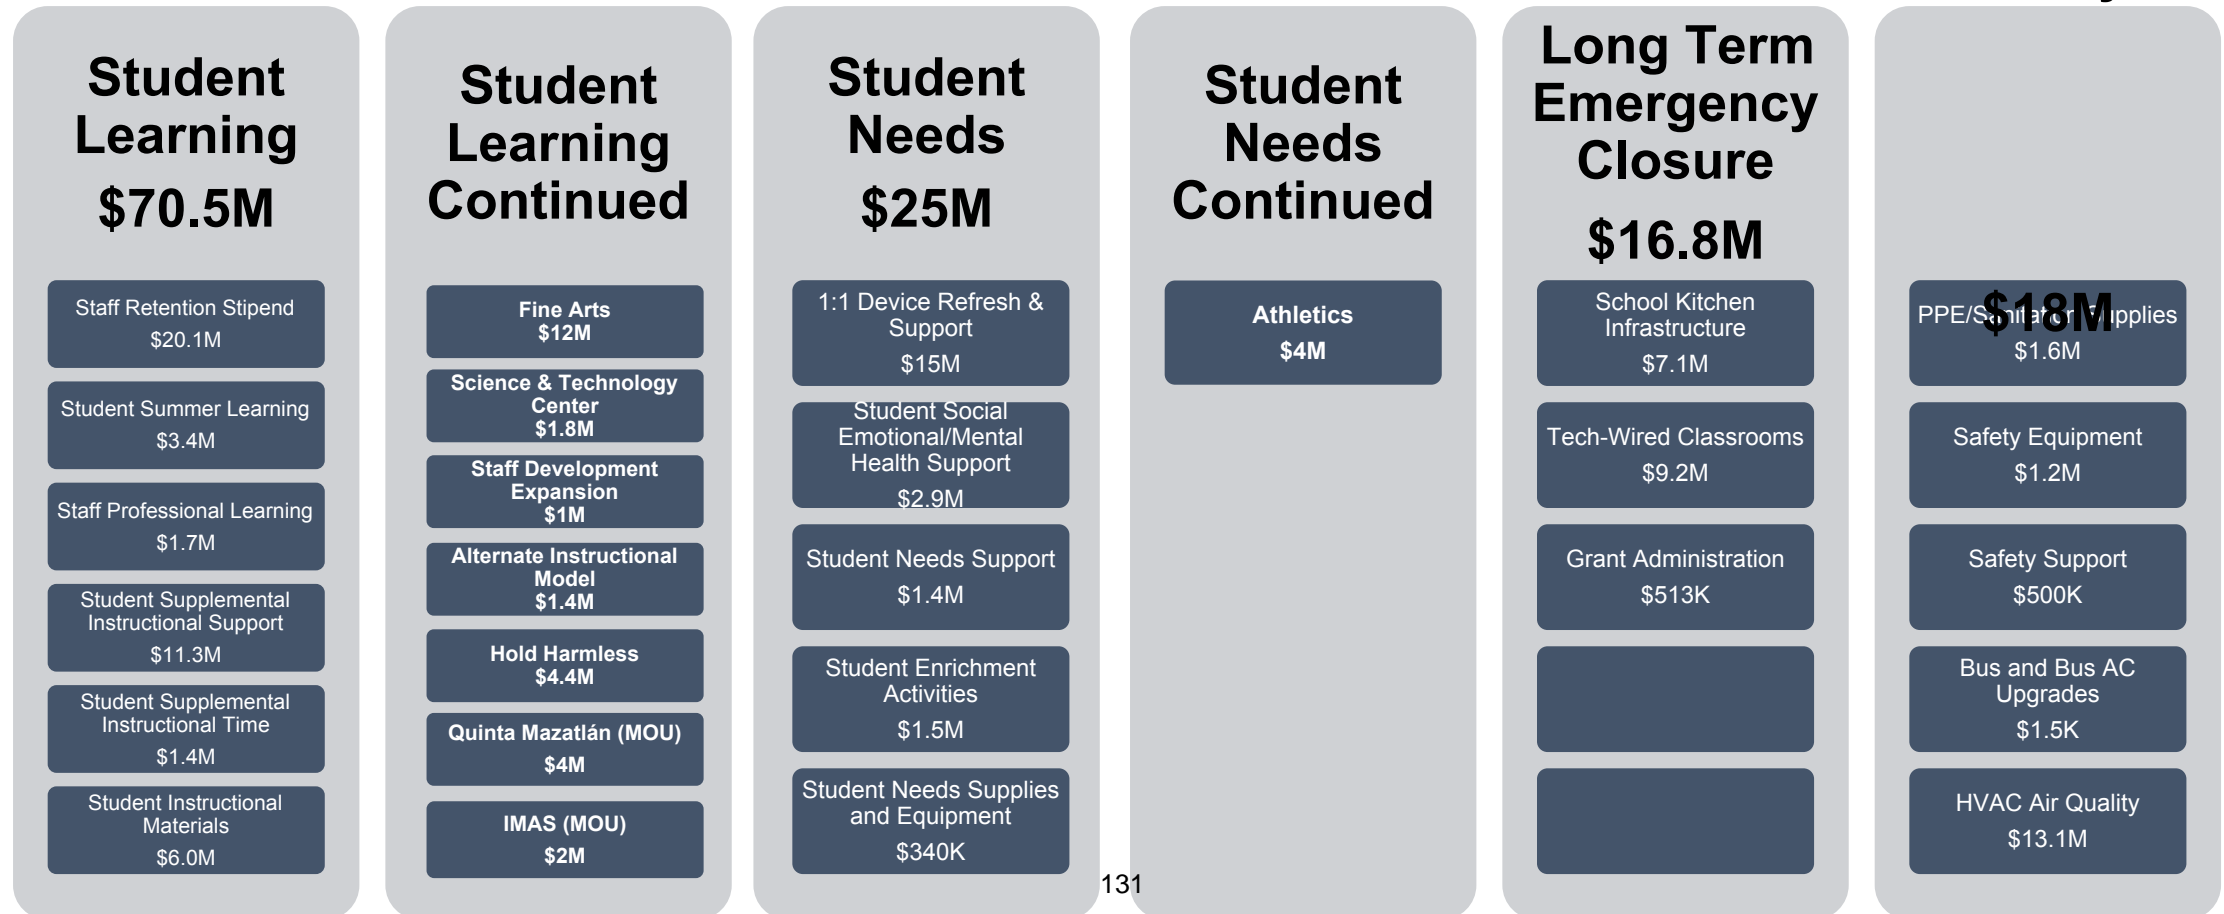 Student
Learning
$70.5M
Staff Retention Stipend
$20.1M
Student Summer Learning
$3.4M
Staff Professional Learning
$1.7M
Student Supplemental
Instructional Support
$11.3M
Student Supplemental
Instructional Time
$1.4M
Student Instructional
Materials
$6.0M
Student
Learning
Continued
Fine Arts
$12M
Science & Technology
Center
$1.8M
Staff Development
Expansion
$1M
Alternate Instructional
Model
$1.4M
Hold Harmless
$4.4M
Quinta Mazatlán (MOU)
$4M
IMAS (MOU)
$2M
Student
Needs
$25M
1:1 Device Refresh &
Support
$15M
Student Social
Emotional/Mental
Health Support
$2.9M
Student Needs Support
$1.4M
Student Enrichment
Activities
$1.5M
Student Needs Supplies
and Equipment
$340K
Student
Needs
Continued
Athletics
$4M
Long Term
Emergency
Closure
$16.8M
School Kitchen
Infrastructure
$7.1M
Tech-Wired Classrooms
$9.2M
Grant Administration
$513K
$18M
PPE/Sanitation Supplies
$1.6M
Safety Equipment
$1.2M
Safety Support
$500K
Bus and Bus AC
Upgrades
$1.5K
HVAC Air Quality
$13.1M
131